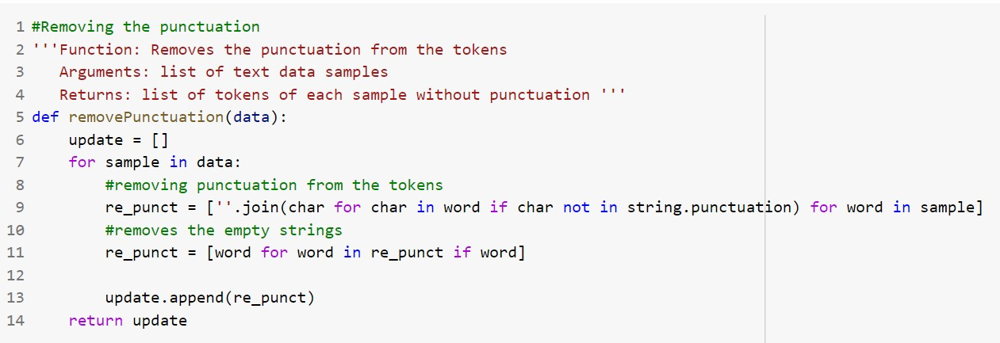 1 #Removing the punctuation
2 '''Function: Removes the punctuation from the tokens
3    Arguments: list of text data samples
4    Returns: list of tokens of each sample without punctuation '''
5 def removePunctuation(data):
6     update = []
7     for sample in data:
8         #removing punctuation from the tokens
9         re_punct = [''.join(char for char in word if char not in string.punctuation) for word in sample]
10         #removes the empty strings
11         re_punct = [word for word in re_punct if word]
12
13         update.append(re_punct)
14     return update